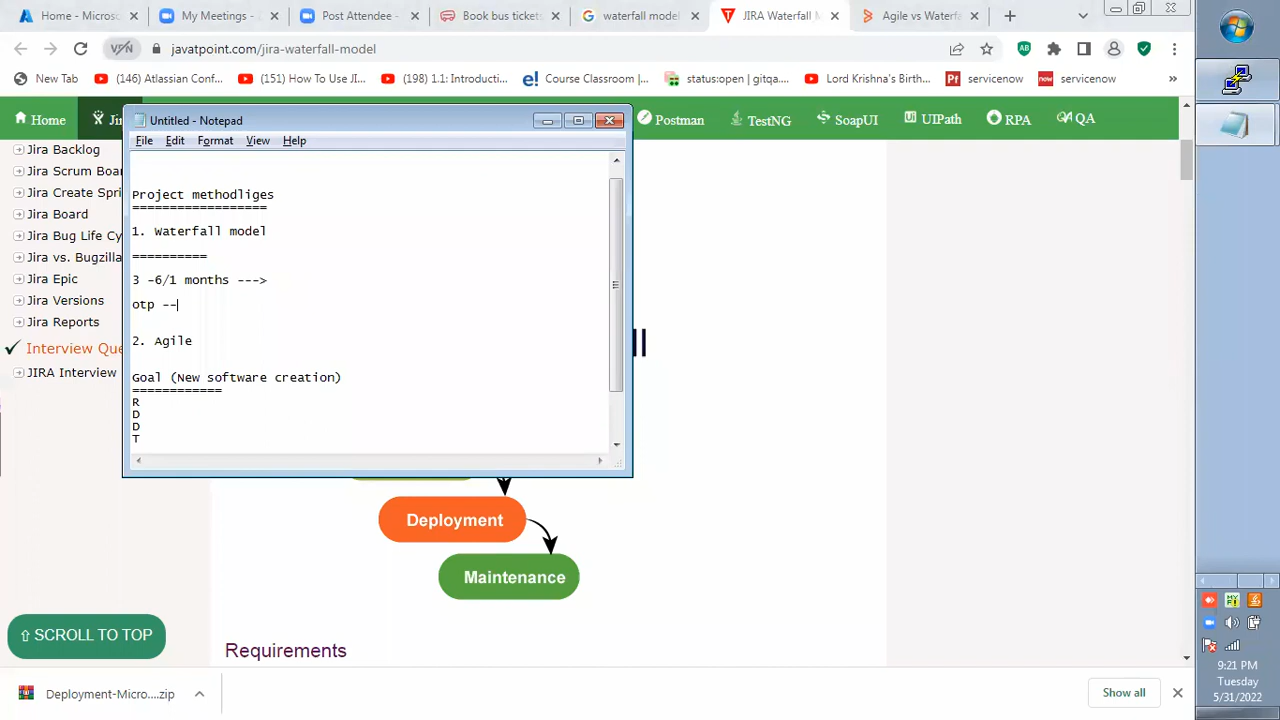 Home - Microsoft
My Meetings -
Post Attendee -
Book bus tickets
waterfall model
JIRA Waterfall M
Agile vs Waterfa
VPN
javatpoint.com/jira-waterfall-model
New Tab
(146) Atlassian Conf...
(151) How To Use JI...
(198) 1.1: Introducti...
Course Classroom |...
status:open | gitqa...
Lord Krishna's Birth...
servicenow
servicenow
»
Home
Ji
Postman
TestNG
SoapUI
UIPath
RPA
QA
Untitled - Notepad
File Edit Format View Help
Project methodliges
==================
1. Waterfall model
==========
3 -6/1 months --->
otp --
2. Agile
Goal (New software creation)
============
R
D
D
T
Jira Backlog
Jira Scrum Boa
Jira Create Spri
Jira Board
Jira Bug Life Cy
Jira vs. Bugzilla
Jira Epic
Jira Versions
Jira Reports
Interview Que
JIRA Interview
Deployment
Maintenance
Requirements
⇧ SCROLL TO TOP
Deployment-Micro....zip
Show all
9:21 PM
Tuesday
5/31/2022